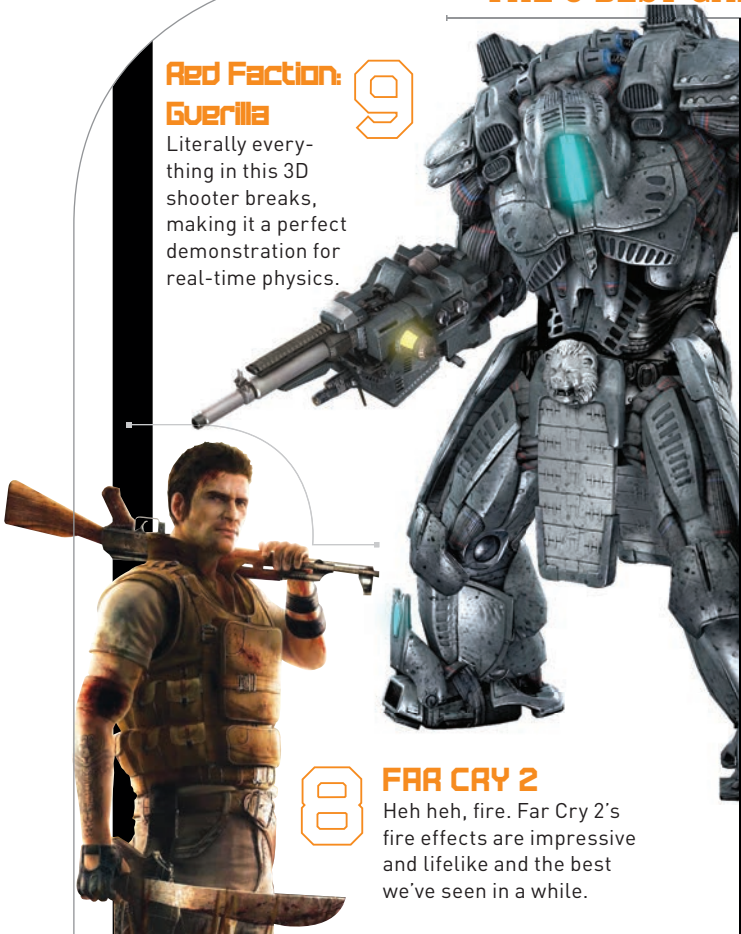 Red Faction:
Guerilla
9
Literally every-
thing in this 3D
shooter breaks,
making it a perfect
demonstration for
real-time physics.
8
FAR CRY 2
Heh heh, fire. Far Cry 2's
fire effects are impressive
and lifelike and the best
we've seen in a while.